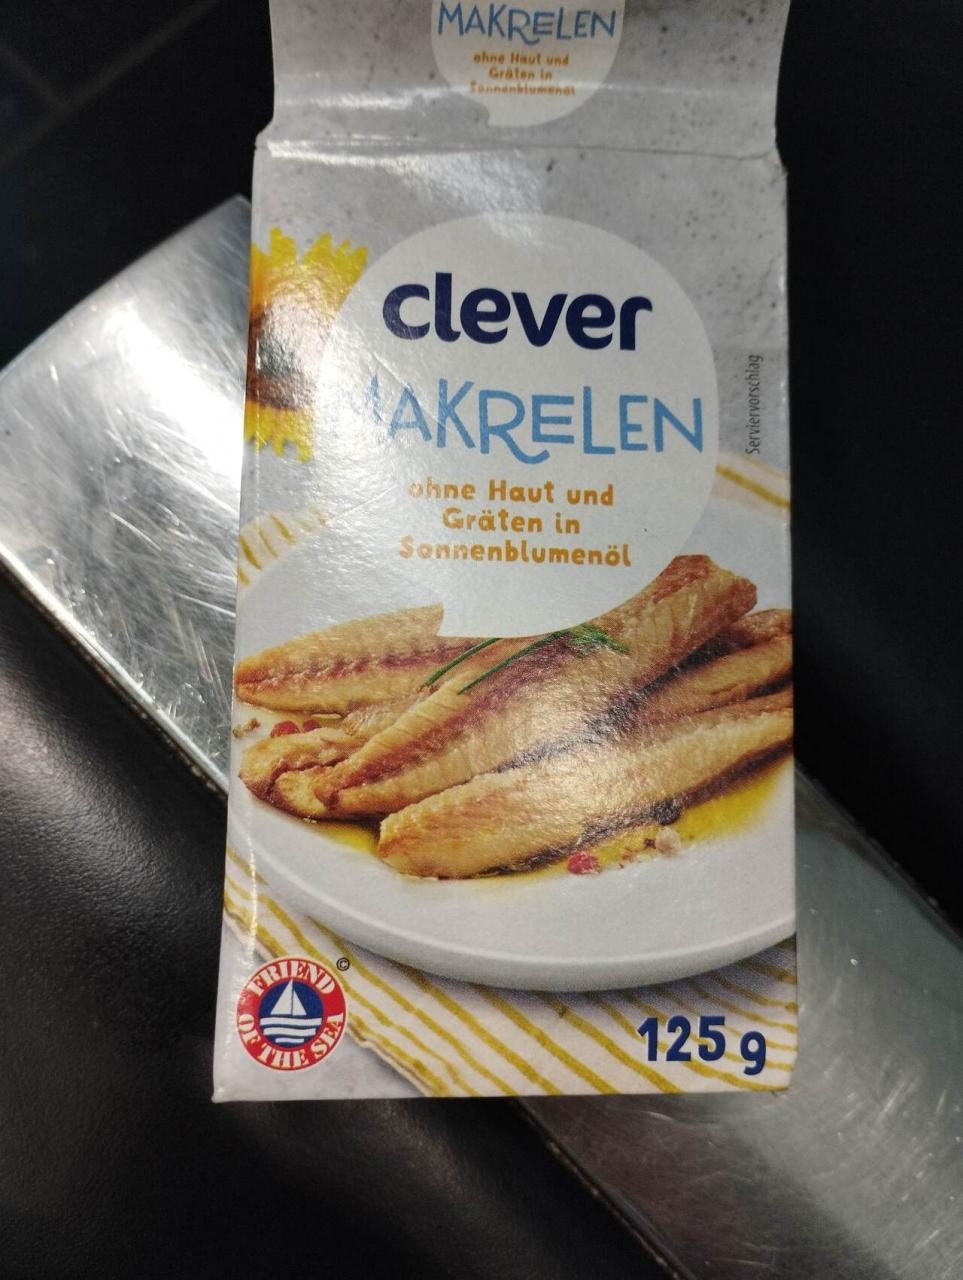 MAKRELEN
ohne Haut und
Gräten in
Sonnenblumenöl
clever
MAKRELEN
ohne Haut und
Gräten in
Sonnenblumenöl
Serviervorschlag
FRIEND
OF THE SEA
©
125 g